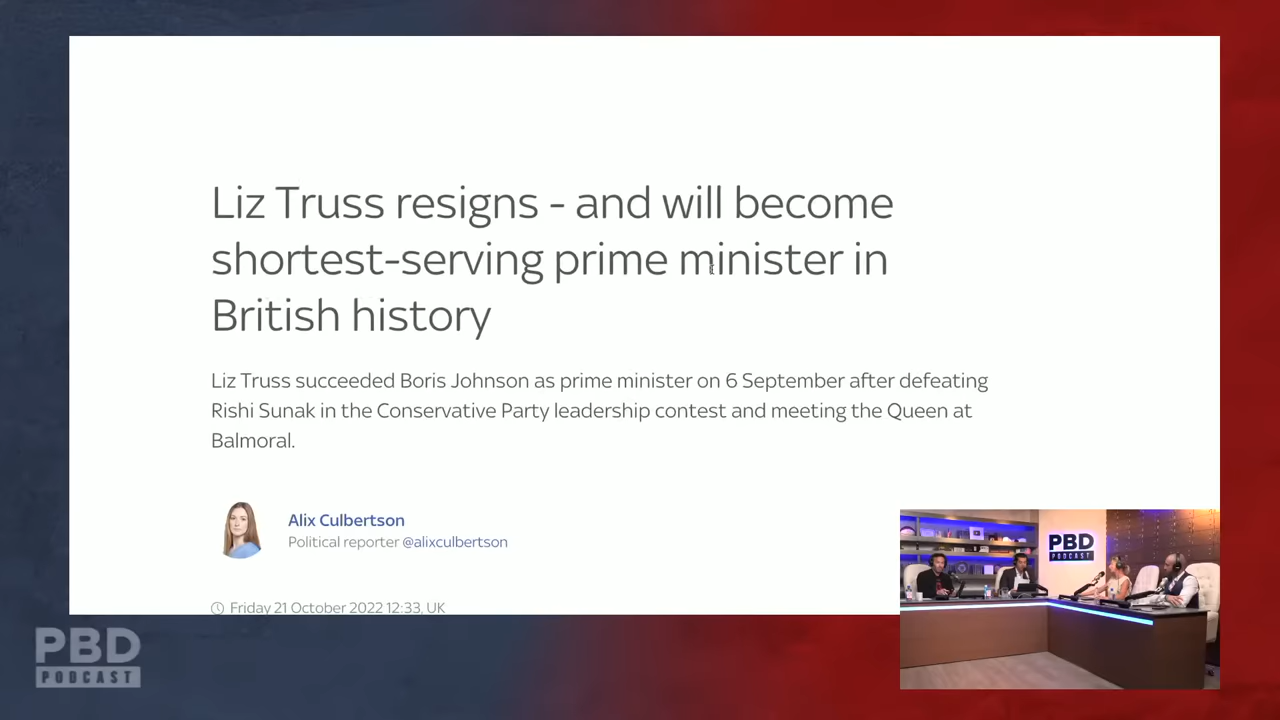 Liz Truss resigns - and will become
shortest-serving prime minister in
British history
Liz Truss succeeded Boris Johnson as prime minister on 6 September after defeating
Rishi Sunak in the Conservative Party leadership contest and meeting the Queen at
Balmoral.
Alix Culbertson
Political reporter @alixculbertson
Friday 21 October 2022 12:33, UK
PBD
PODCAST
PBD
PODCAST